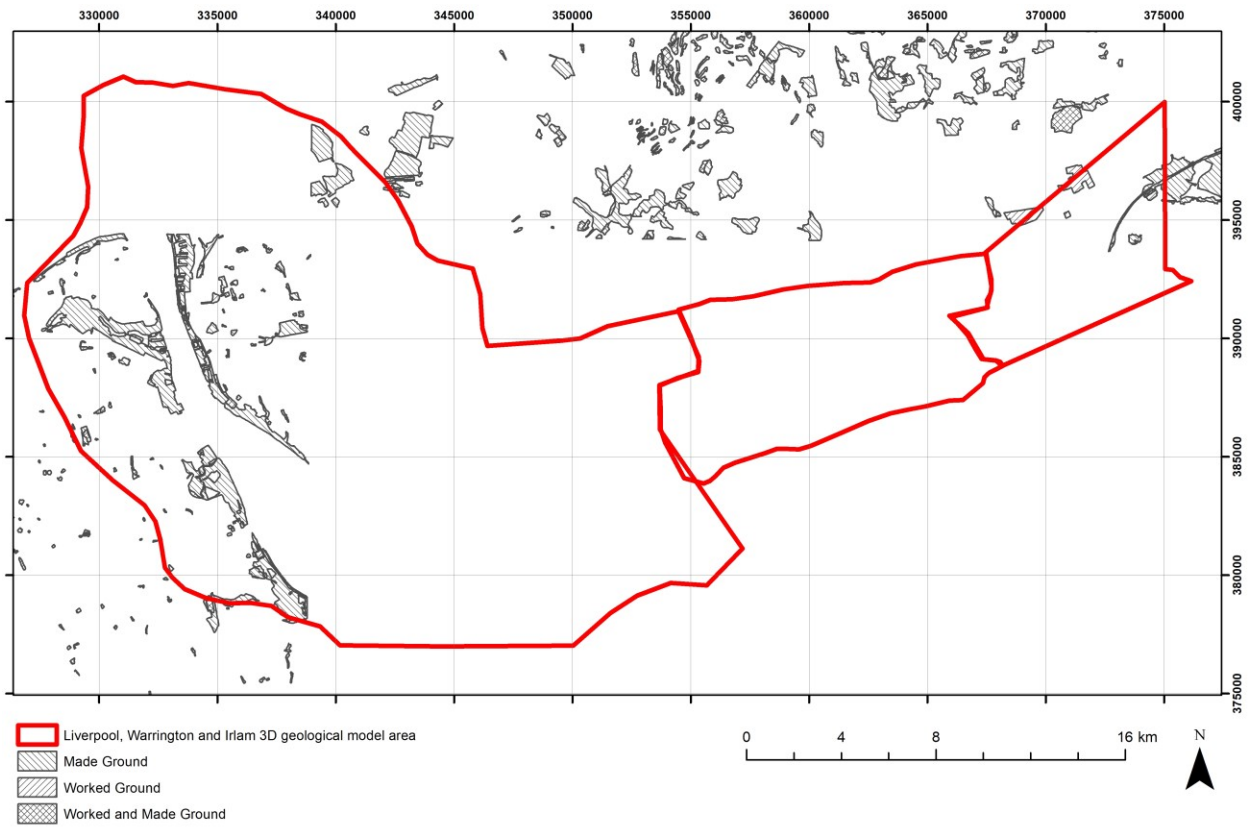 330000 335000 340000 345000 350000 355000 360000 365000 370000 375000
400000
395000
390000
385000
380000
375000
Liverpool, Warrington and Irlam 3D geological model area
Made Ground
Worked Ground
Worked and Made Ground
0 4 8 16 km
N